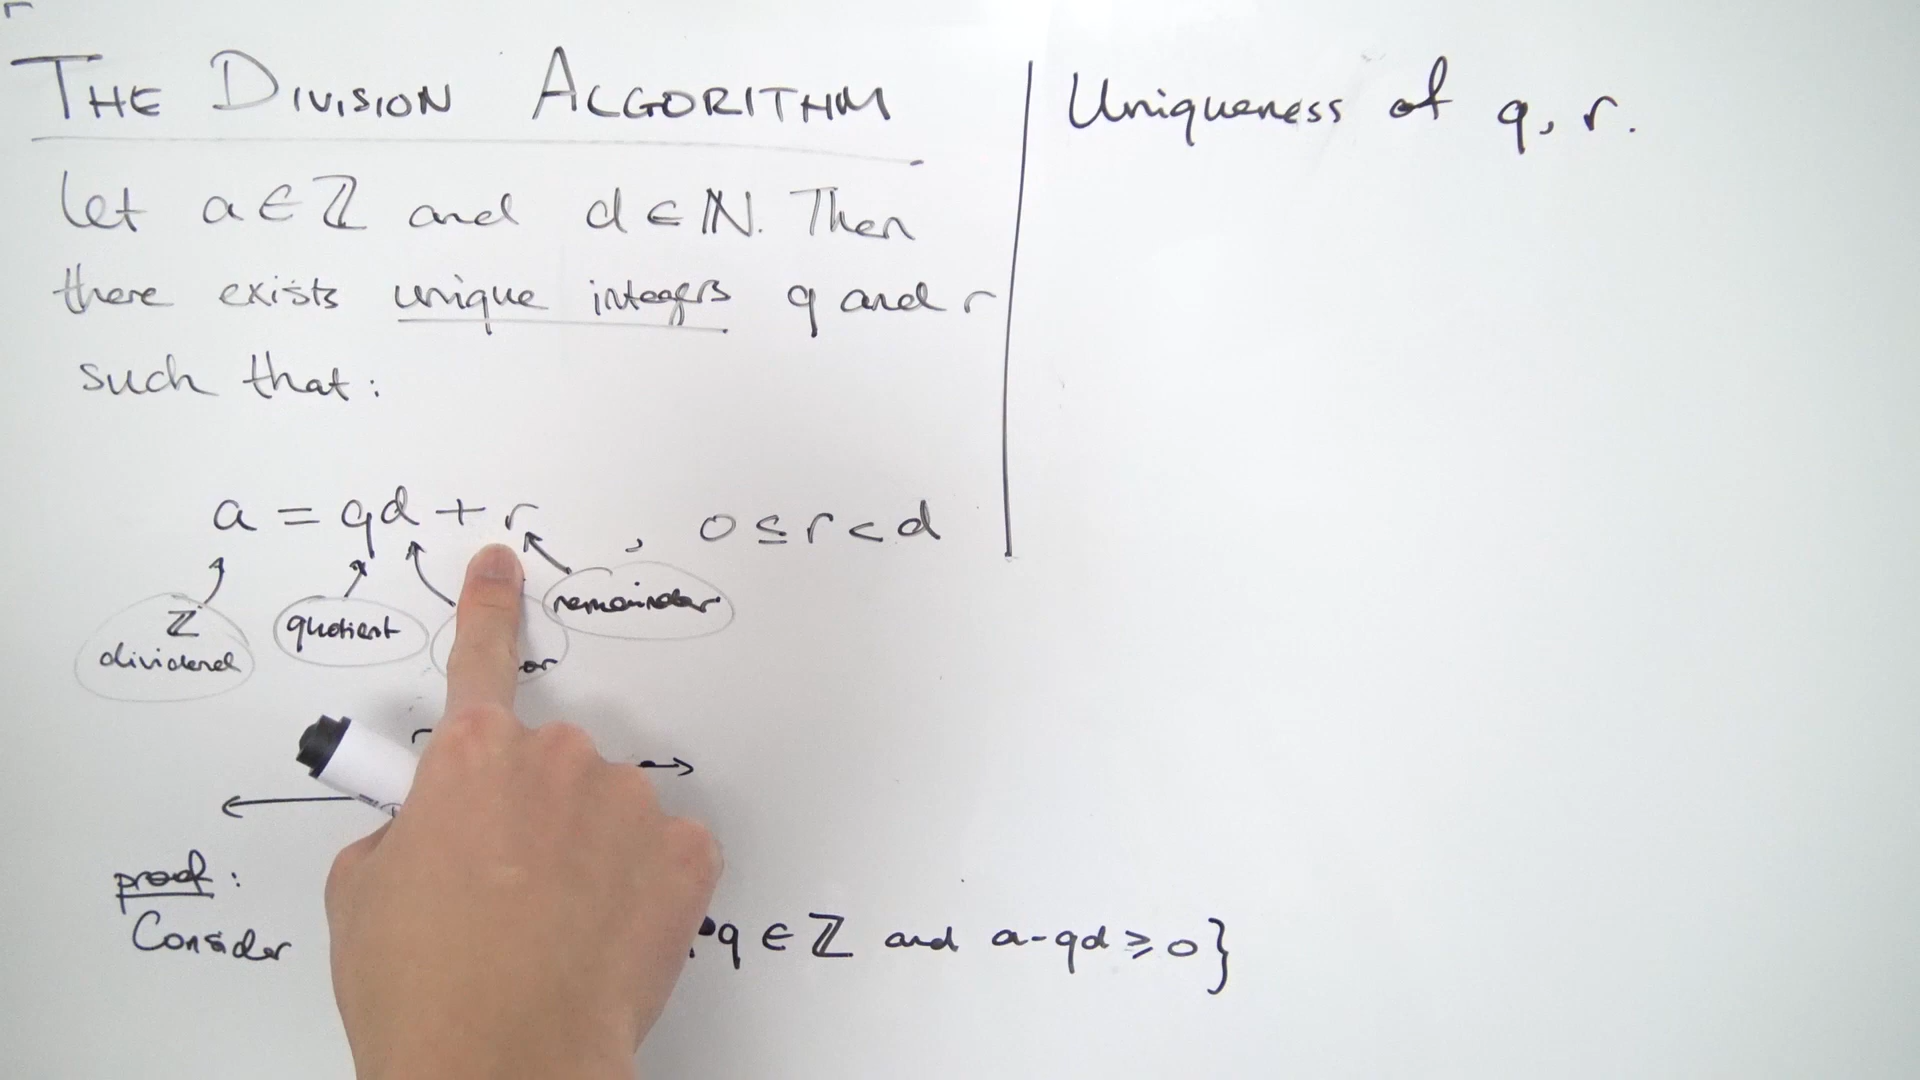 THE DIVISION ALGORITHM
Let a ∈ ℤ and d ∈ ℕ. Then
there exists unique integers q and r
such that:
a = qd + r , 0 ≤ r < d
ℤ
dividend
quotient
remainder
r
proof:
Consider
q ∈ ℤ and a-qd ≥ 0}
Uniqueness of q, r.